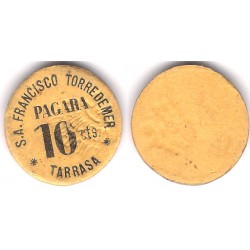 S.A. FRANCISCO TORREDEMER
PAGARA
10 cts.
* TARRASA *